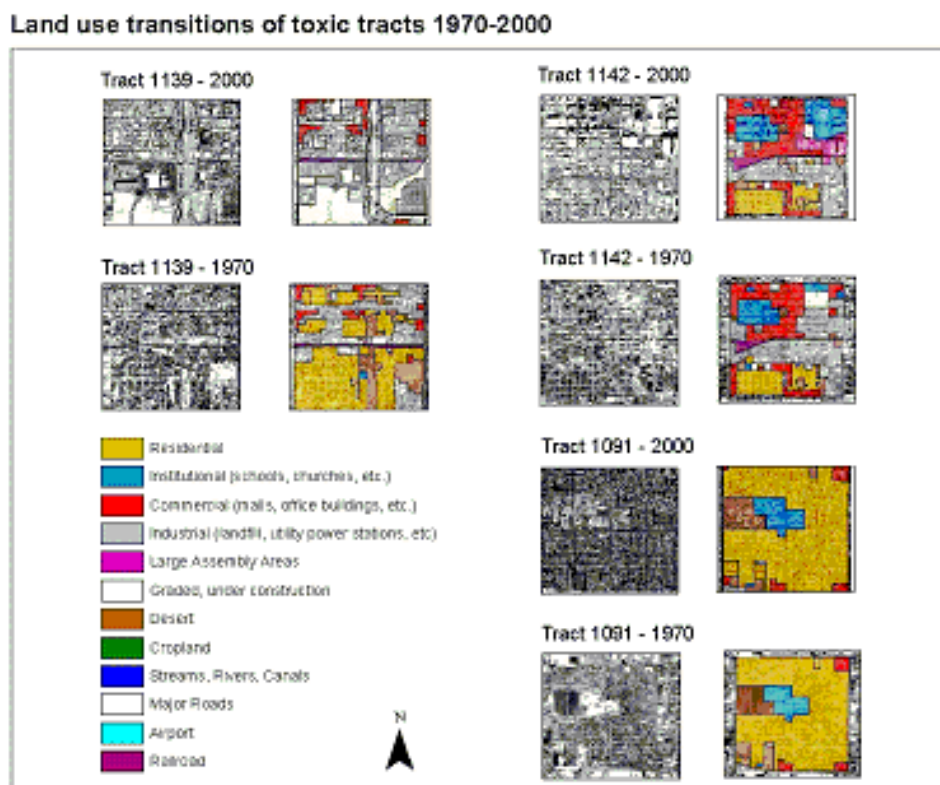 Land use transitions of toxic tracts 1970-2000
Tract 1139 - 2000
Tract 1142 - 2000
Tract 1139 - 1970
Tract 1142 - 1970
Residential
Institutional (schools, churches, etc.)
Commercial (malls, office buildings, etc.)
Industrial (landfill, utility power stations, etc)
Large Assembly Areas
Graded, under construction
Desert
Cropland
Streams, Rivers, Canals
Major Roads
Airport
Railroad
N
Tract 1091 - 2000
Tract 1091 - 1970